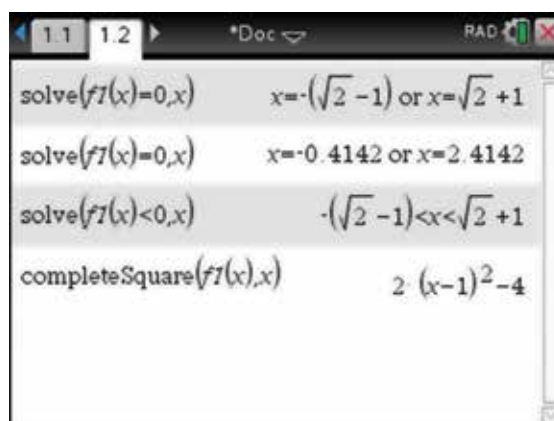 1.1 1.2 *Doc RAD
solve(f1(x)=0,x) x=-(√2-1) or x=√2+1
solve(f1(x)=0,x) x=-0.4142 or x=2.4142
solve(f1(x)<0,x) -(√2-1)<x<√2+1
completeSquare(f1(x),x) 2·(x-1)²-4